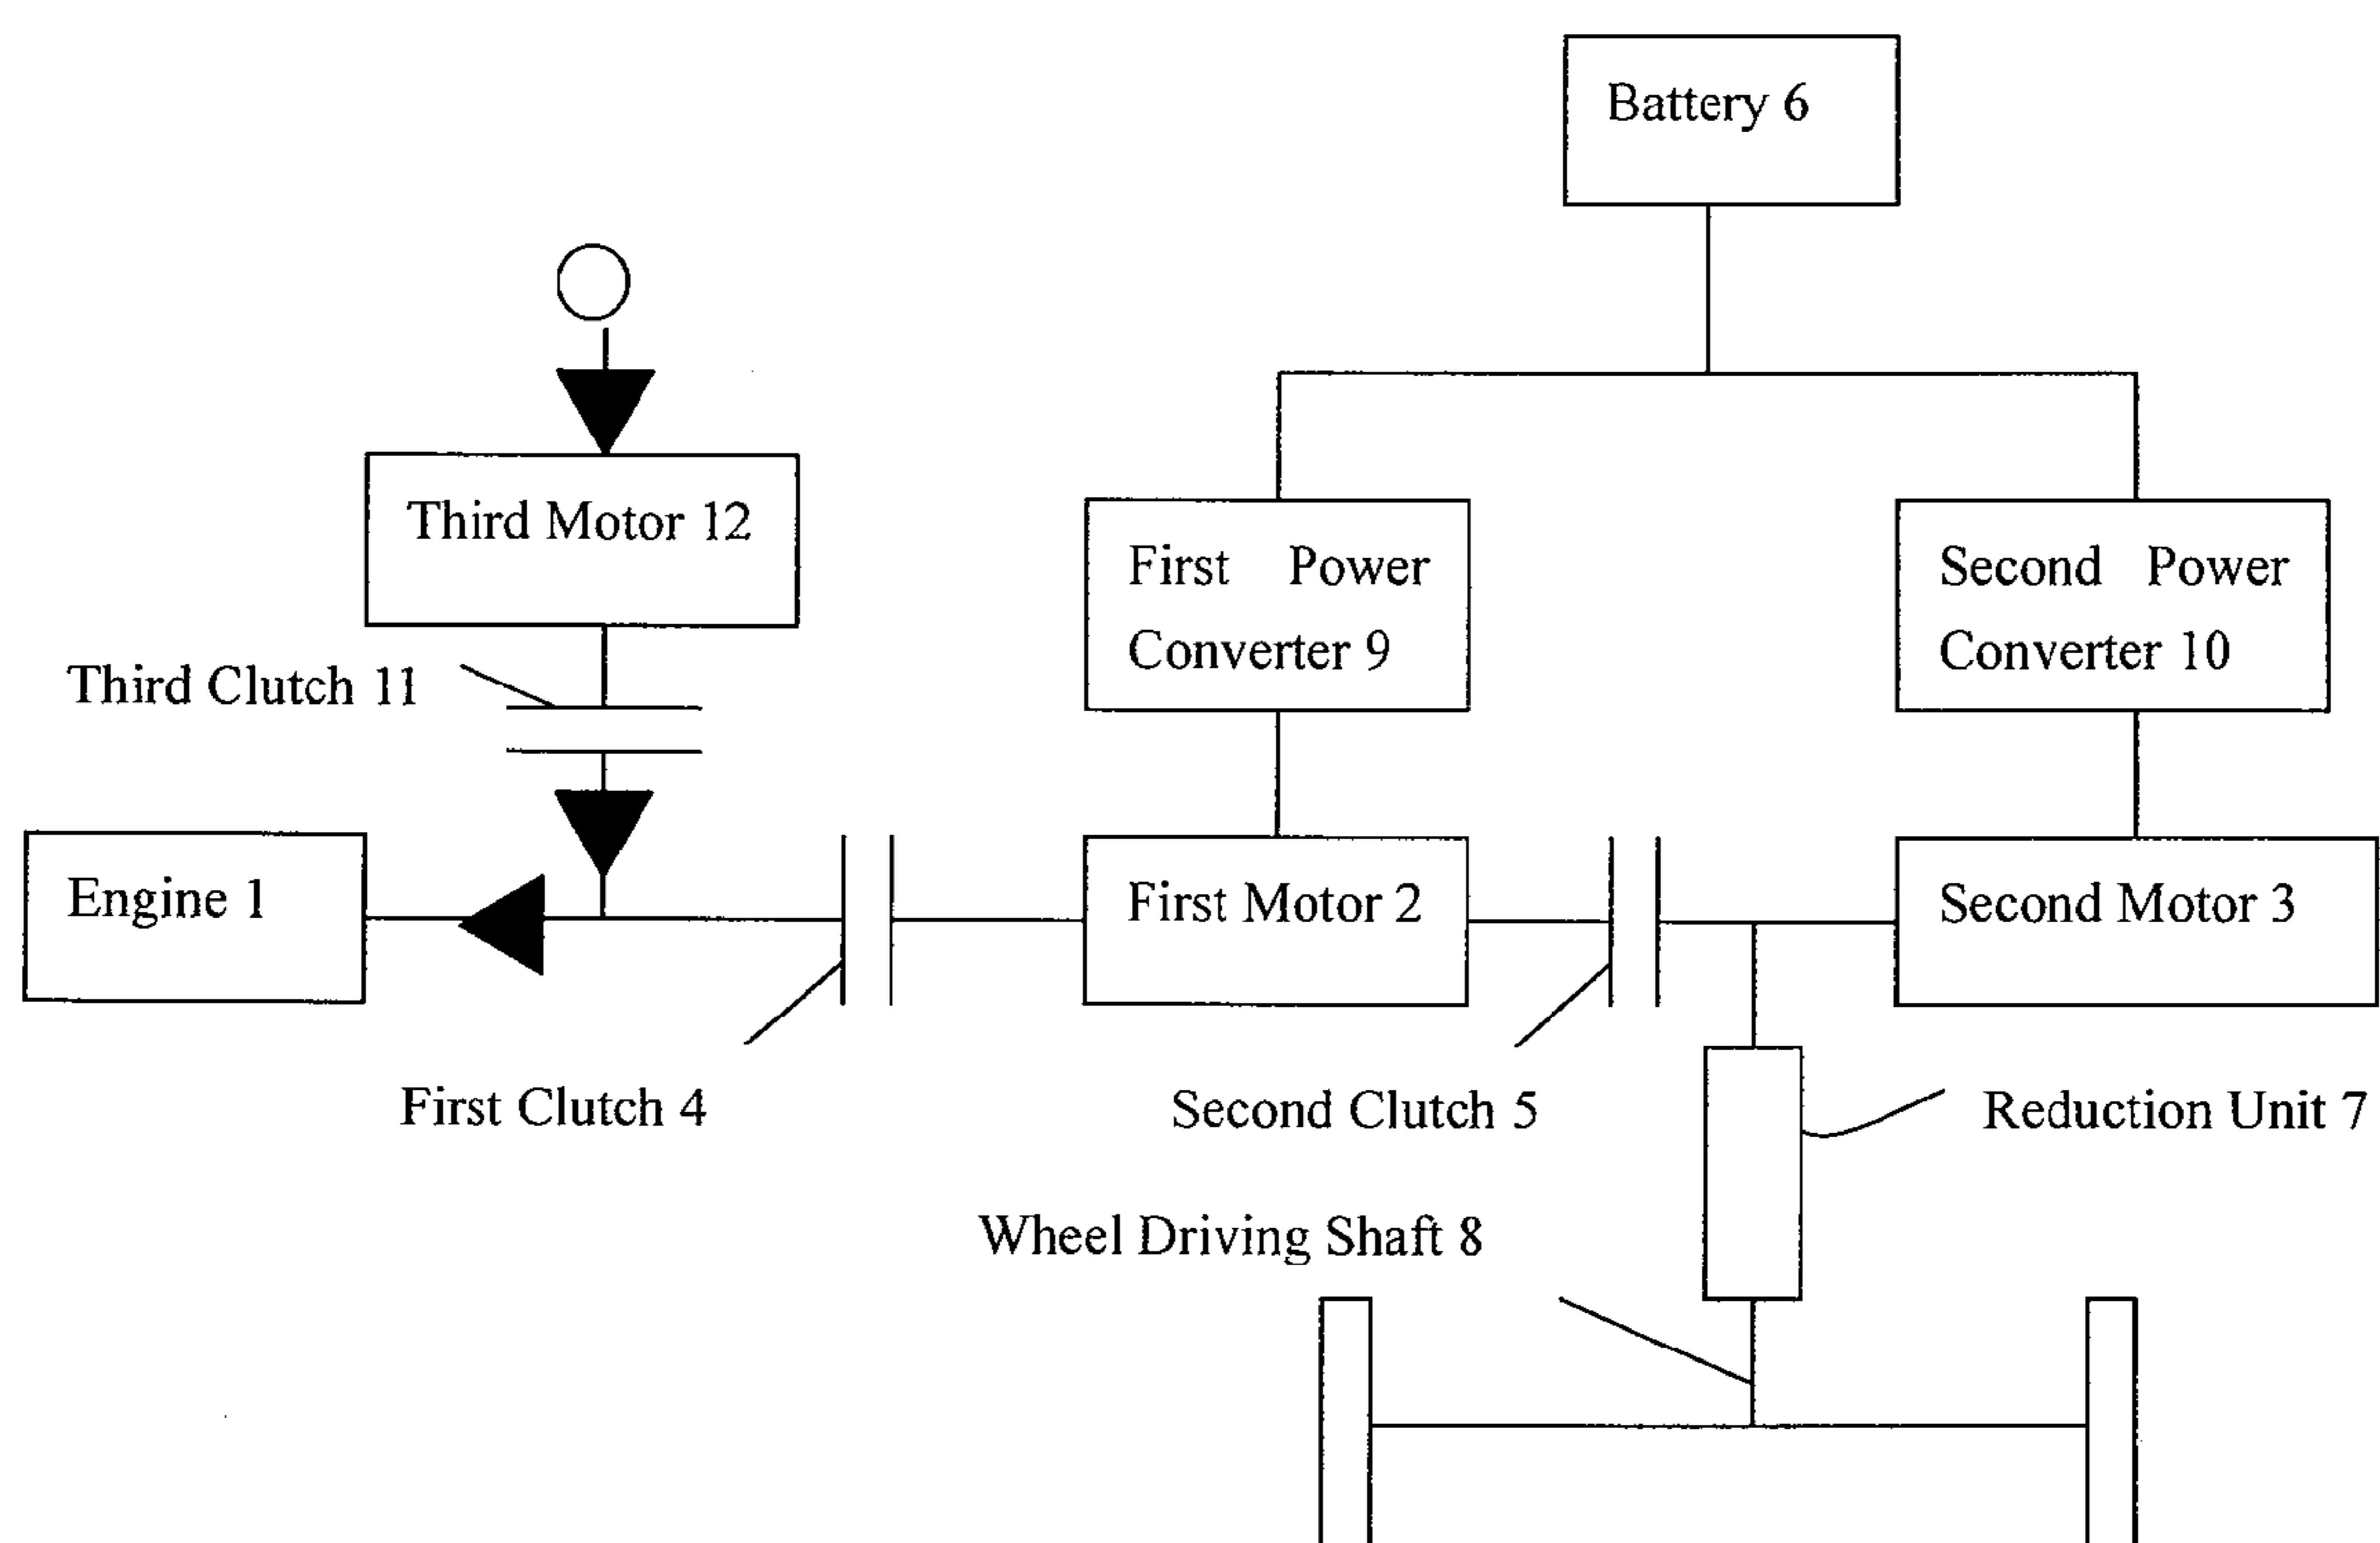 Battery 6
Third Motor 12
First Power
Converter 9
Second Power
Converter 10
Third Clutch 11
Engine 1
First Motor 2
Second Motor 3
First Clutch 4
Second Clutch 5
Reduction Unit 7
Wheel Driving Shaft 8